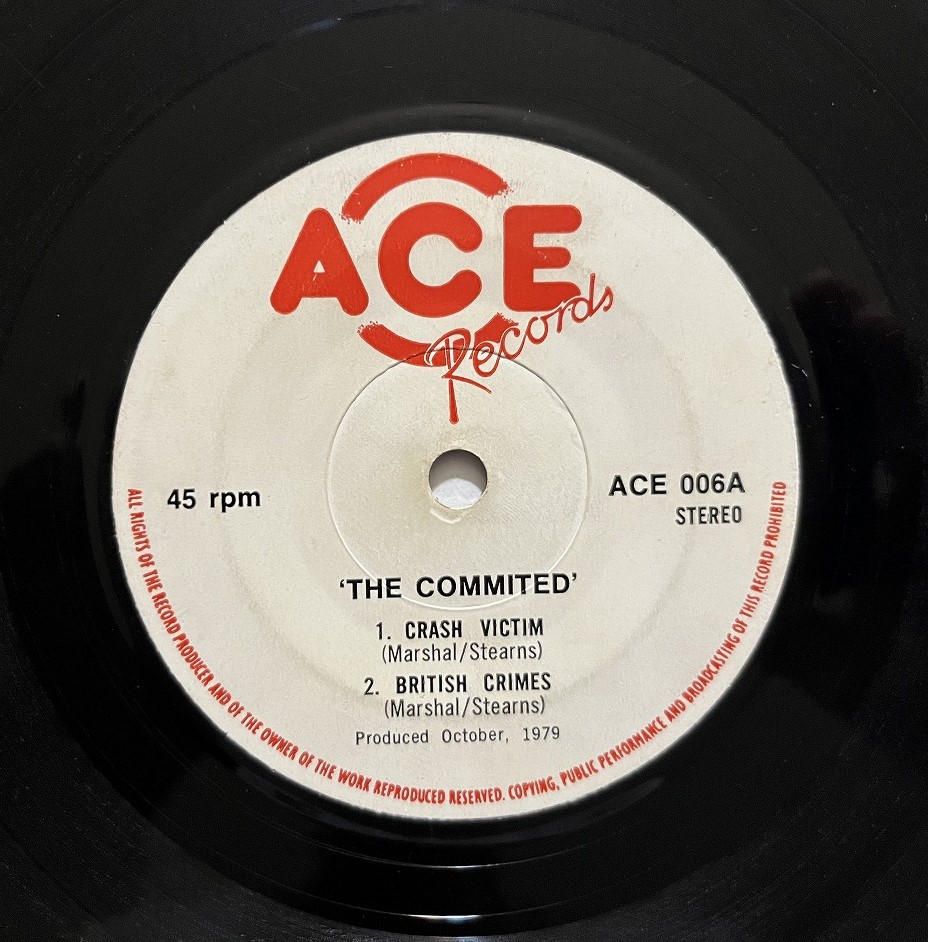 ACE
Records
45 rpm
ACE 006A
STEREO
‘THE COMMITED’
1. CRASH VICTIM
(Marshal/Stearns)
2. BRITISH CRIMES
(Marshal/Stearns)
Produced October, 1979
ALL RIGHTS OF THE RECORD PRODUCER AND OF THE OWNER OF THE WORK REPRODUCED RESERVED. COPYING, PUBLIC PERFORMANCE AND BROADCASTING OF THIS RECORD PROHIBITED